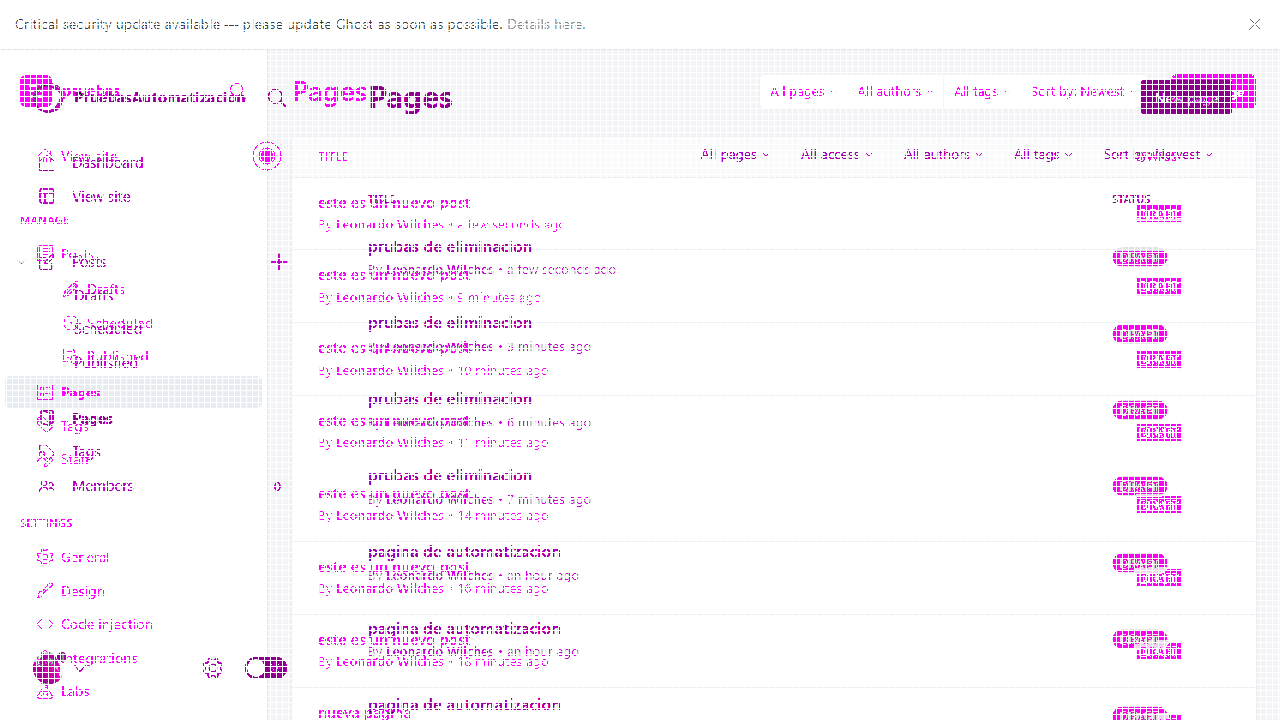 Critical security update available — please update Ghost as soon as possible. Details here.
pruebas
PruebasAutomatizacion
Pages
Pages
All pages
All authors
All tags
Sort by: Newest
View site
Dashboard
TITLE
All pages
All access
All authors
All tags
Sort by: Newest
View site
MANAGE
este es un nuevo post
TITLE
STATUS
By Leonardo Wilches • a few seconds ago
DRAFT
Posts
Posts
prubas de eliminacion
By Leonardo Wilches • a few seconds ago
este es un nuevo post
Drafts
Drafts
By Leonardo Wilches • 9 minutes ago
DRAFT
Scheduled
Scheduled
prubas de eliminacion
By Leonardo Wilches • 3 minutes ago
este es un nuevo post
Published
Published
By Leonardo Wilches • 10 minutes ago
DRAFT
Pages
prubas de eliminacion
Pages
este es un nuevo post
By Leonardo Wilches • 6 minutes ago
Tags
By Leonardo Wilches • 11 minutes ago
DRAFT
Tags
Staff
prubas de eliminacion
Members
0
este es un nuevo post
By Leonardo Wilches • 7 minutes ago
By Leonardo Wilches • 14 minutes ago
DRAFT
SETTINGS
General
pagina de automatizacion
este es un nuevo post
By Leonardo Wilches • an hour ago
By Leonardo Wilches • 16 minutes ago
DRAFT
Design
Code injection
pagina de automatizacion
este es un nuevo post
By Leonardo Wilches • an hour ago
Integrations
By Leonardo Wilches • 18 minutes ago
DRAFT
Labs
pagina de automatizacion
nueva pagina